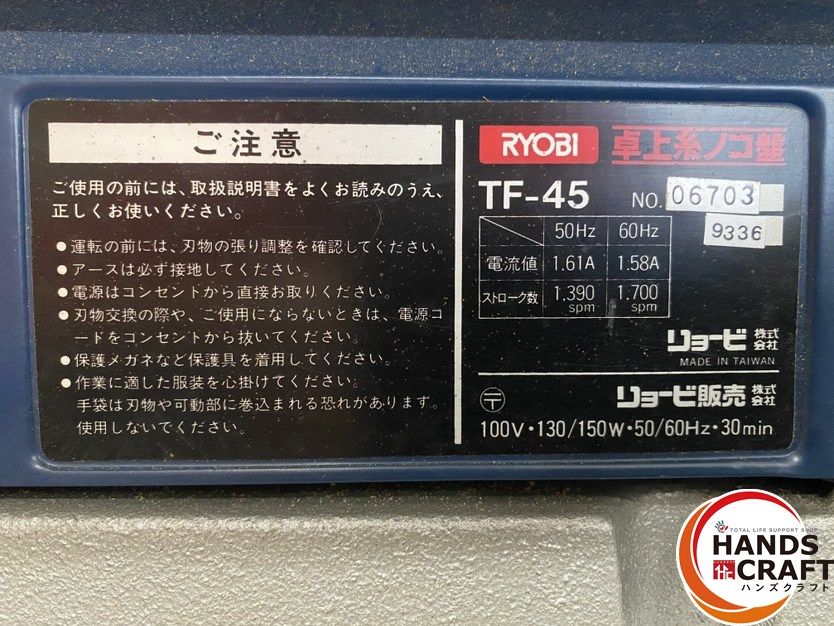 ご注意
ご使用の前には、取扱説明書をよくお読みのうえ、
正しくお使いください。
●運転の前には、刃物の張り調整を確認してください。
●アースは必ず接地してください。
●電源はコンセントから直接お取りください。
●刃物交換の際や、ご使用にならないときは、電源コ
ードをコンセントから抜いてください。
●保護メガネなど保護具を着用してください。
●作業に適した服装を心掛けてください。
手袋は刃物や可動部に巻込まれる恐れがあります。
使用しないでください。
RYOBI 卓上糸ノコ盤
TF-45 NO. 06703
9336
50Hz 60Hz
電流値 1.61A 1.58A
ストローク数 1,390 spm 1,700 spm
リョービ株式会社
MADE IN TAIWAN
〒 リョービ販売株式会社
100V・130/150W・50/60Hz・30min
TOTAL LIFE SUPPORT SHOP
HANDS
CRAFT
ハンズクラフト